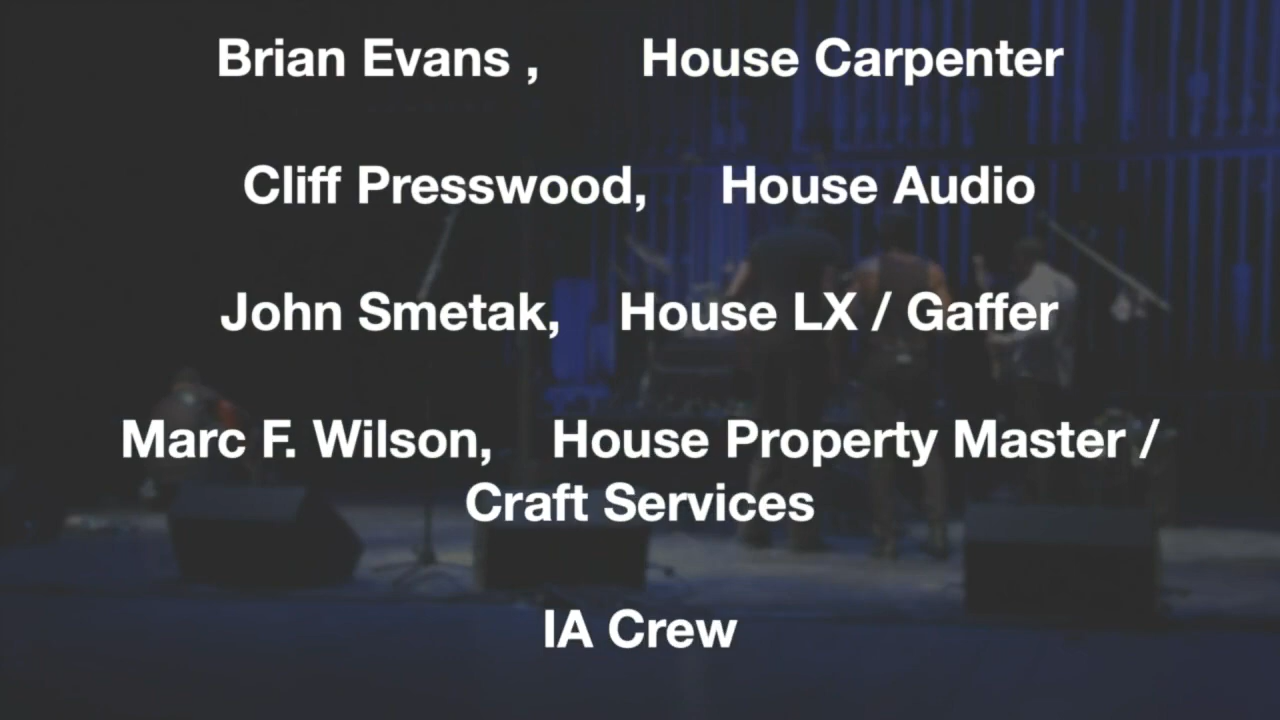 Brian Evans , House Carpenter
Cliff Presswood, House Audio
John Smetak, House LX / Gaffer
Marc F. Wilson, House Property Master /
Craft Services
IA Crew